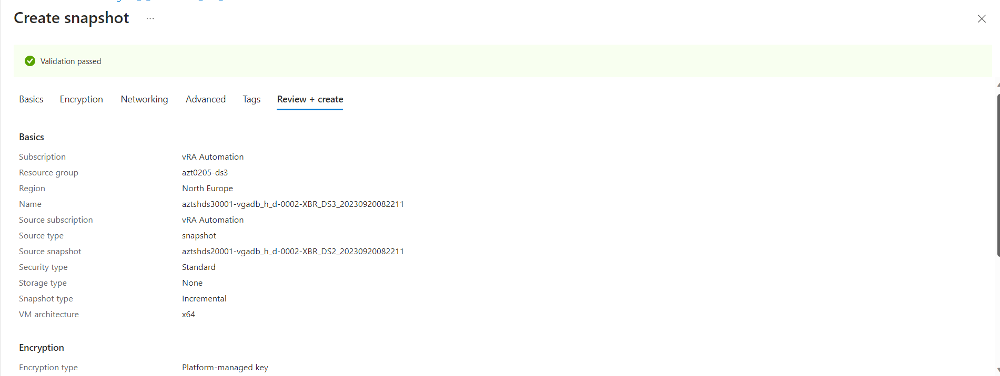 Create snapshot ...
Validation passed
Basics Encryption Networking Advanced Tags Review + create
Basics
Subscription vRA Automation
Resource group azt0205-ds3
Region North Europe
Name aztshds30001-vgadb_h_d-0002-XBR_DS3_20230920082211
Source subscription vRA Automation
Source type snapshot
Source snapshot aztshds20001-vgadb_h_d-0002-XBR_DS2_20230920082211
Security type Standard
Storage type None
Snapshot type Incremental
VM architecture x64
Encryption
Encryption type Platform-managed key